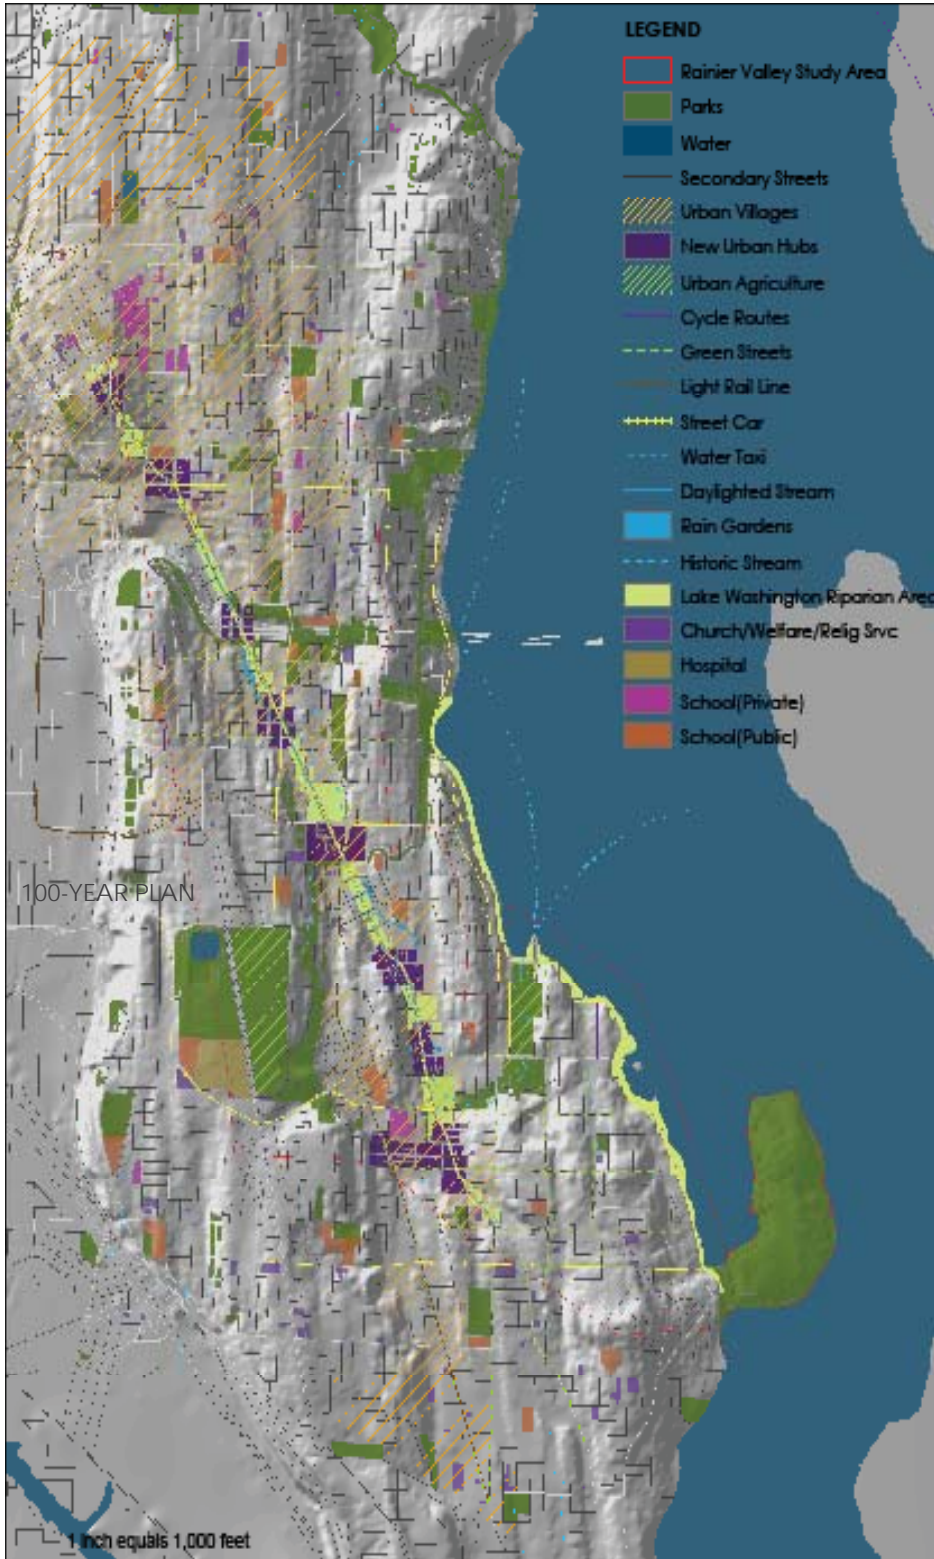 LEGEND
Rainier Valley Study Area
Parks
Water
Secondary Streets
Urban Villages
New Urban Hubs
Urban Agriculture
Cycle Routes
Green Streets
Light Rail Line
Street Car
Water Taxi
Daylighted Stream
Rain Gardens
Historic Stream
Lake Washington Riparian Area
Church/Welfare/Relig Srvc
Hospital
School(Private)
School(Public)
100-YEAR PLAN
1 inch equals 1,000 feet